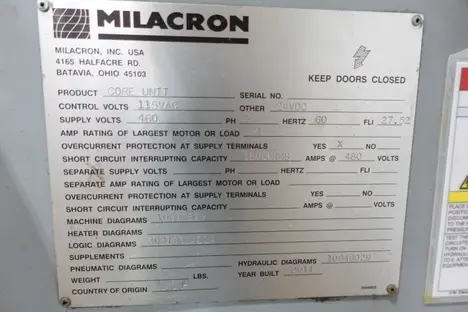 MILACRON
MILACRON, INC. USA
4165 HALFACRE RD.
BATAVIA, OHIO 45103
KEEP DOORS CLOSED
PRODUCT CORE UNIT SERIAL NO.
CONTROL VOLTS 115VAC OTHER 24VDC
SUPPLY VOLTS 460 PH HERTZ 60 FLI 27.52
AMP RATING OF LARGEST MOTOR OR LOAD
OVERCURRENT PROTECTION AT SUPPLY TERMINALS YES X NO
SHORT CIRCUIT INTERRUPTING CAPACITY AMPS @ 480 VOLTS
SEPARATE SUPPLY VOLTS PH HERTZ FLI
SEPARATE AMP RATING OF LARGEST MOTOR OR LOAD
OVERCURRENT PROTECTION AT SUPPLY TERMINALS YES NO
SHORT CIRCUIT INTERRUPTING CAPACITY AMPS @ VOLTS
MACHINE DIAGRAMS
HEATER DIAGRAMS
LOGIC DIAGRAMS
SUPPLEMENTS
PNEUMATIC DIAGRAMS HYDRAULIC DIAGRAMS
WEIGHT LBS. YEAR BUILT 2014
COUNTRY OF ORIGIN